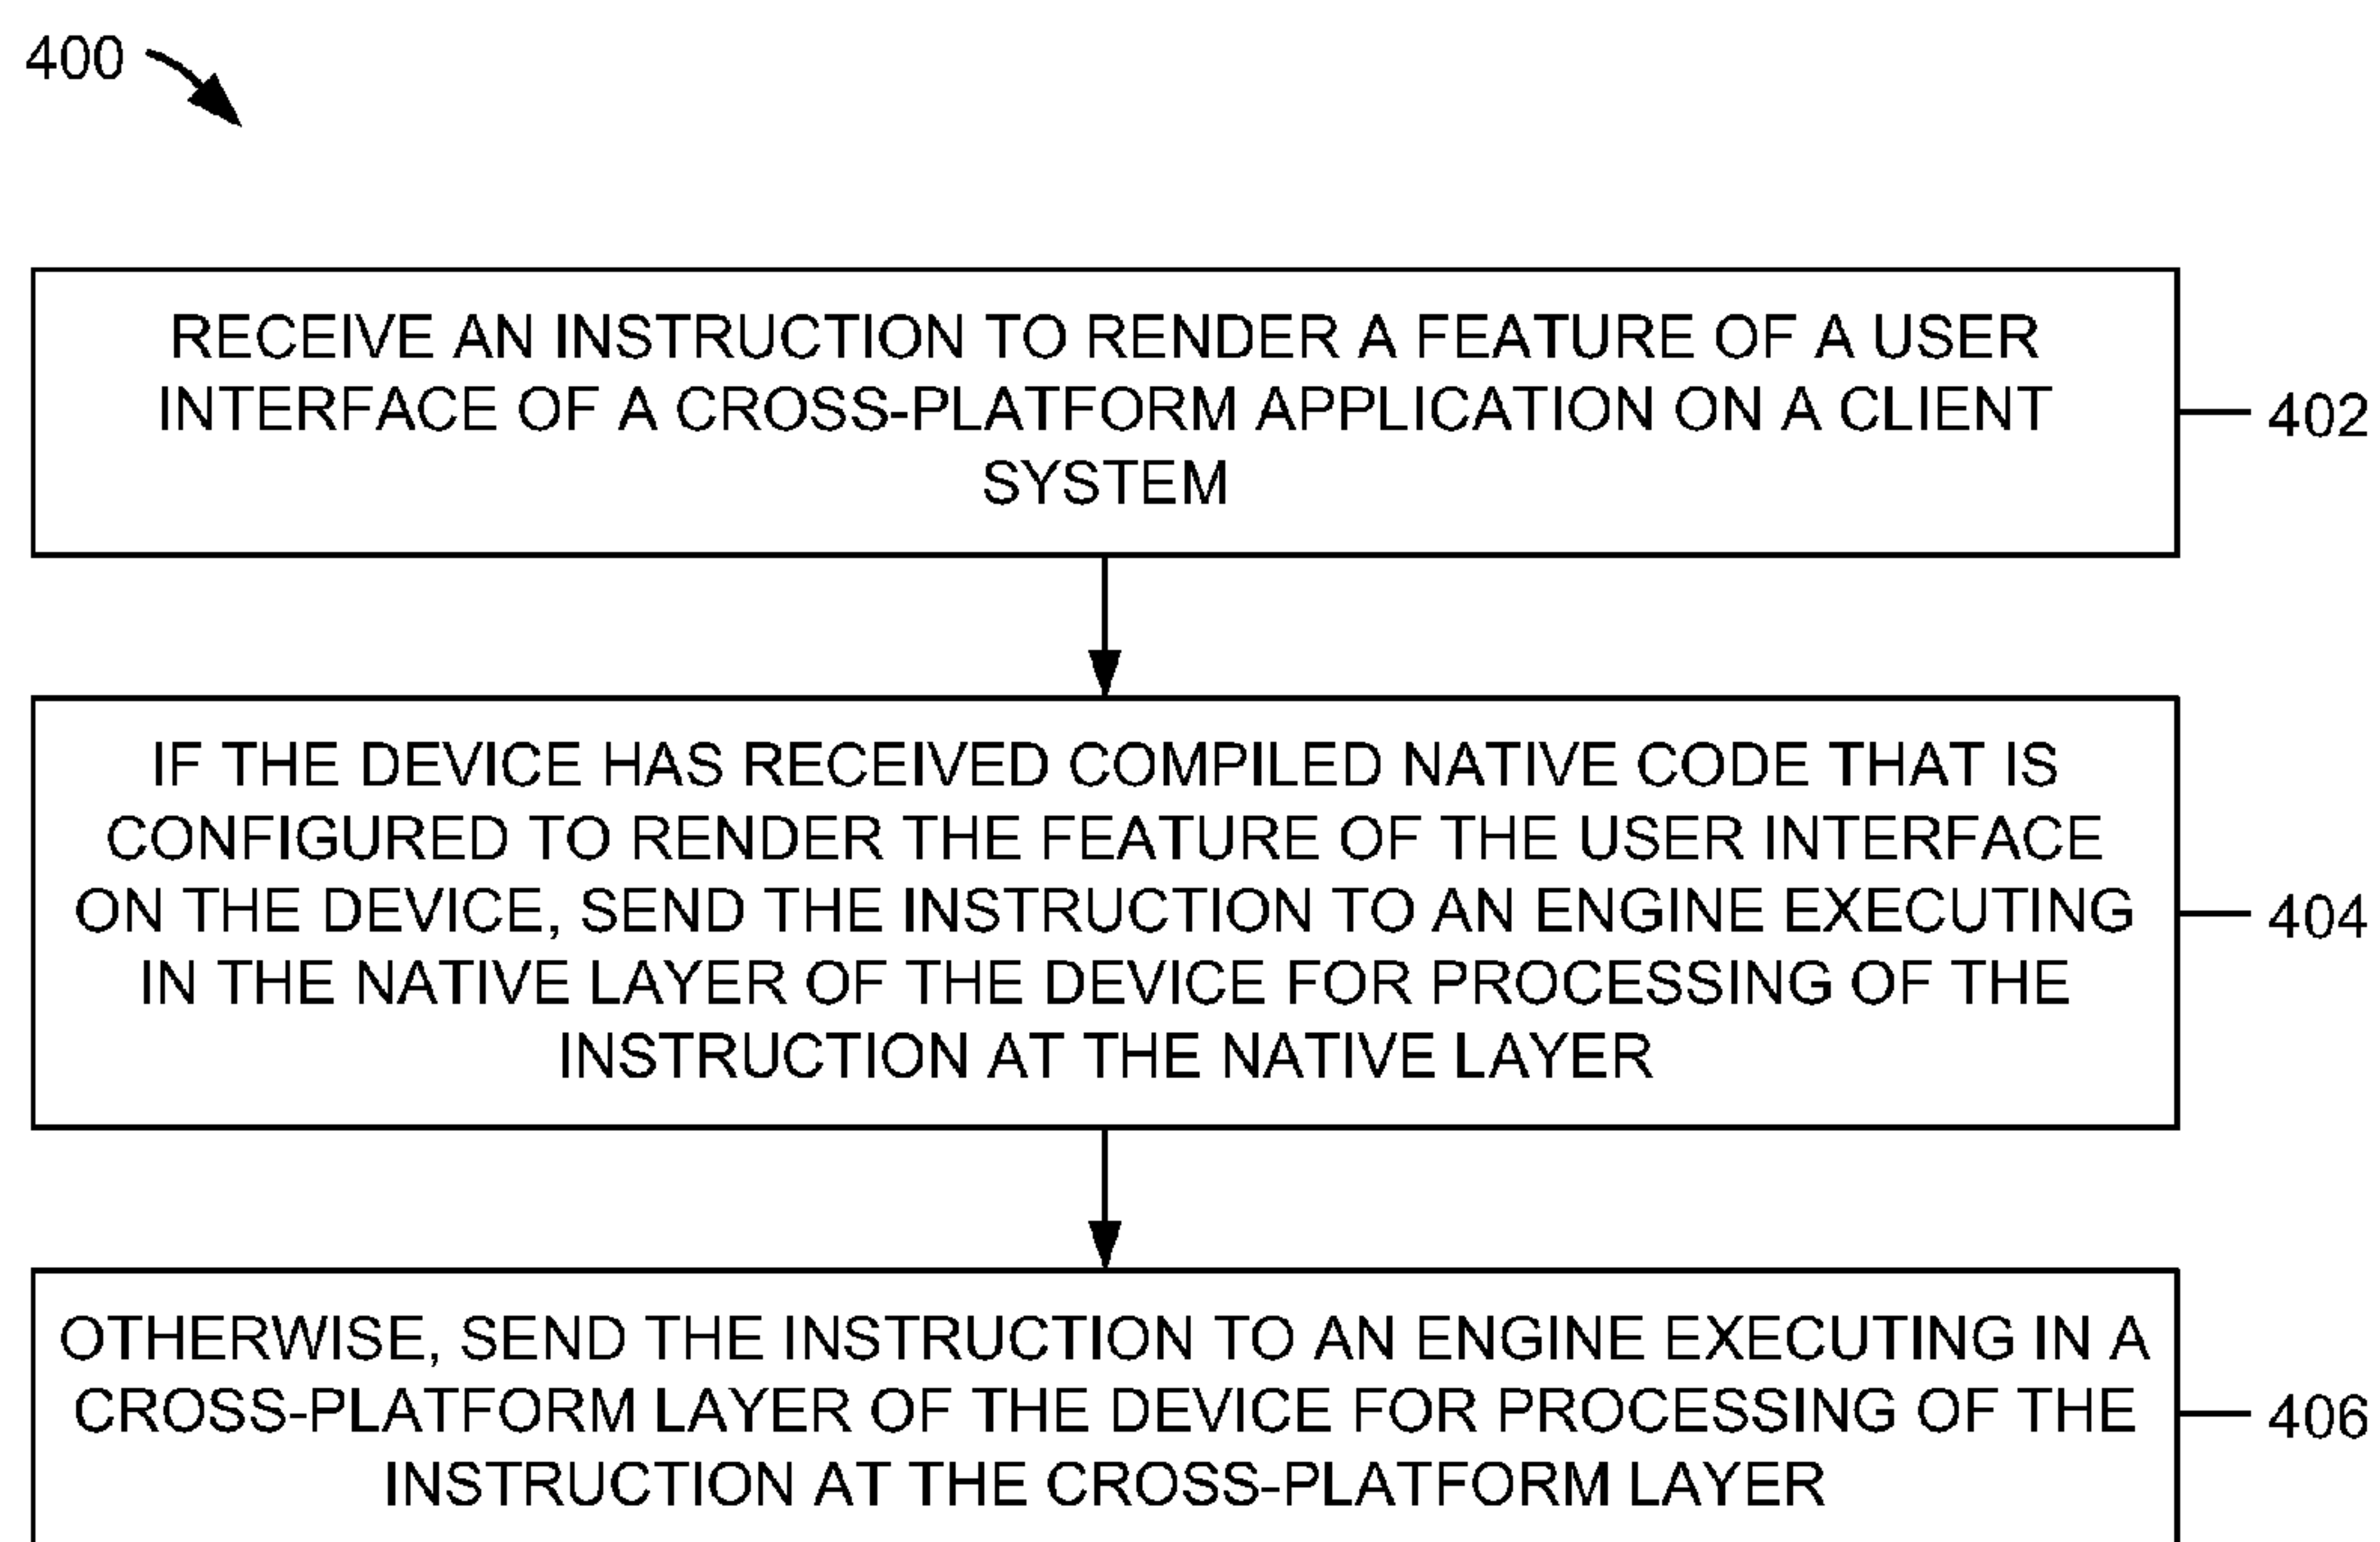 400
RECEIVE AN INSTRUCTION TO RENDER A FEATURE OF A USER
INTERFACE OF A CROSS-PLATFORM APPLICATION ON A CLIENT
SYSTEM
402
IF THE DEVICE HAS RECEIVED COMPILED NATIVE CODE THAT IS
CONFIGURED TO RENDER THE FEATURE OF THE USER INTERFACE
ON THE DEVICE, SEND THE INSTRUCTION TO AN ENGINE EXECUTING
IN THE NATIVE LAYER OF THE DEVICE FOR PROCESSING OF THE
INSTRUCTION AT THE NATIVE LAYER
404
OTHERWISE, SEND THE INSTRUCTION TO AN ENGINE EXECUTING IN A
CROSS-PLATFORM LAYER OF THE DEVICE FOR PROCESSING OF THE
INSTRUCTION AT THE CROSS-PLATFORM LAYER
406